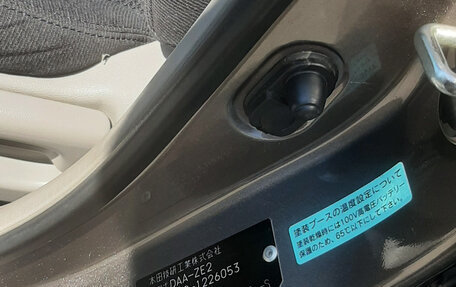 塗装ブースの温度設定について
塗装乾燥時には100V高電圧バッテリー
保護のため、65℃以下にして下さい。
本田技研工業株式会社
DAA-ZE2
-1226053